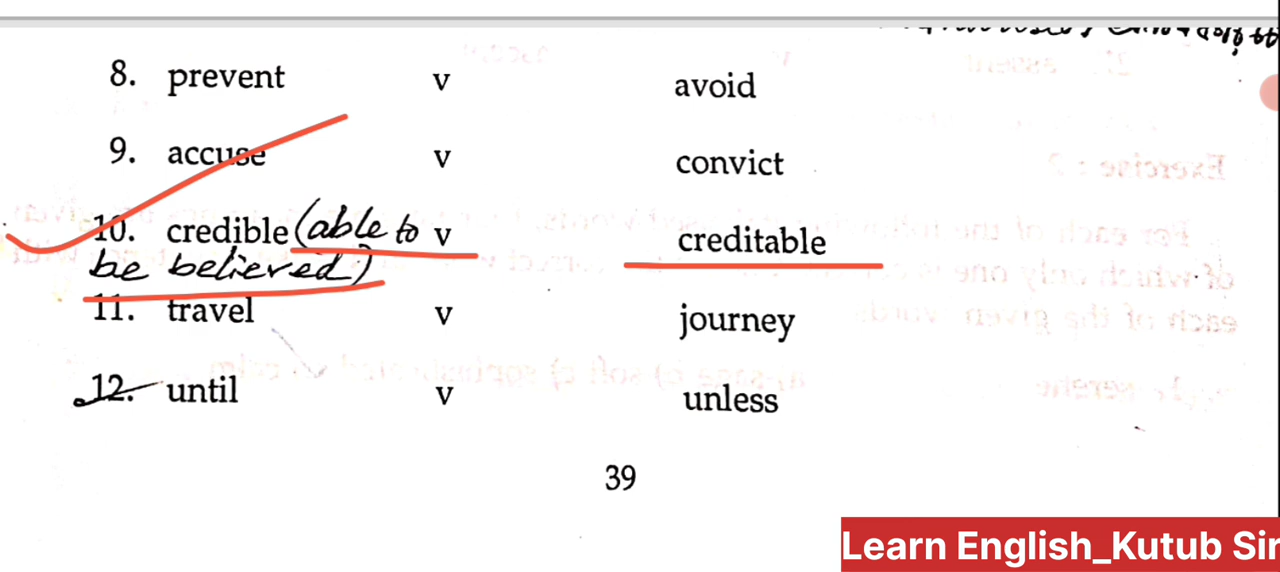 8. prevent v avoid
9. accuse v convict
10. credible (able to v creditable
be believed)
11. travel v journey
12. until v unless
39
Learn English_Kutub Sir